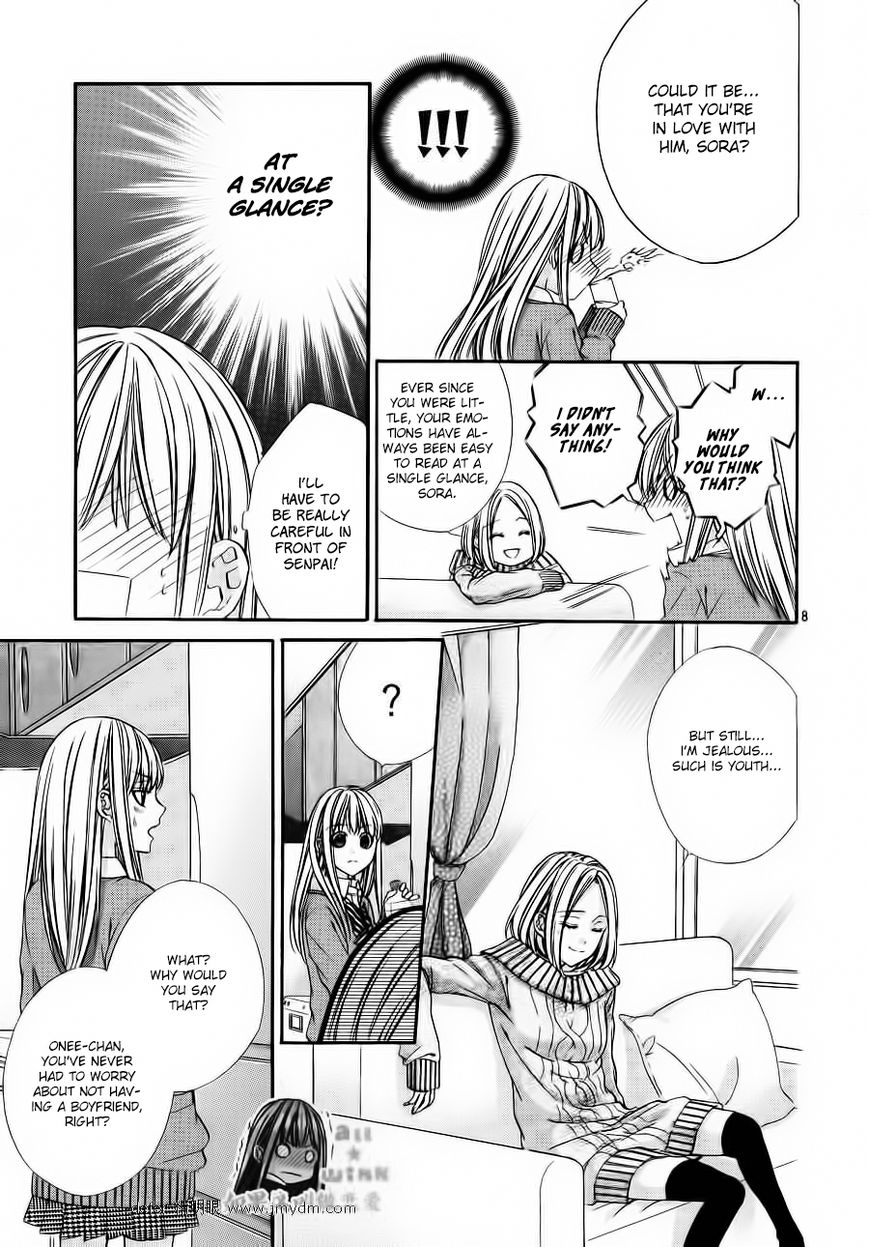 COULD IT BE...
THAT YOU'RE
IN LOVE WITH
HIM, SORA?
!!!
W...
WHY
WOULD
YOU THINK
THAT?
I DIDN'T
SAY ANY-
THING!
EVER SINCE
YOU WERE LIT-
TLE, YOUR EMO-
TIONS HAVE AL-
WAYS BEEN EASY
TO READ AT A
SINGLE GLANCE,
SORA.
AT
A SINGLE
GLANCE?
I'LL
HAVE TO
BE REALLY
CAREFUL IN
FRONT OF
SENPAI!
8
BUT STILL...
I'M JEALOUS...
SUCH IS YOUTH...
?
WHAT?
WHY WOULD
YOU SAY
THAT?
ONEE-CHAN,
YOU'VE NEVER
HAD TO WORRY
ABOUT NOT HAV-
ING A BOYFRIEND,
RIGHT?
all
★
wink
www.jmydm.com